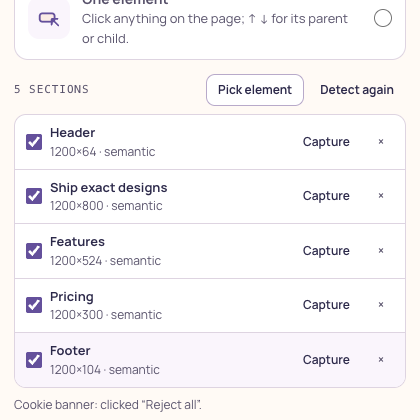 One element
Click anything on the page; ↑ ↓ for its parent
or child.
5 SECTIONS
Pick element
Detect again
Header
1200×64 · semantic
Capture
×
Ship exact designs
1200×800 · semantic
Capture
×
Features
1200×524 · semantic
Capture
×
Pricing
1200×300 · semantic
Capture
×
Footer
1200×104 · semantic
Capture
×
Cookie banner: clicked “Reject all”.